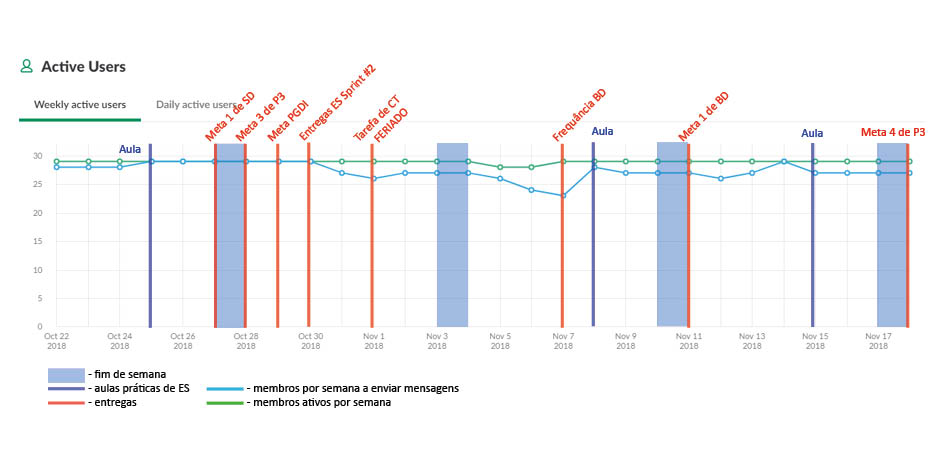 Active Users
Weekly active users
Daily active users
Aula
Meta 1 de SD
Meta 3 de P3
Meta PGDI
Entregas ES Sprint #2
Tarefa de CT
FERIADO
Frequência BD
Aula
Meta 1 de BD
Aula
Meta 4 de P3
30
25
20
15
10
5
0
Oct 22
2018
Oct 24
2018
Oct 26
2018
Oct 28
2018
Oct 30
2018
Nov 1
2018
Nov 3
2018
Nov 5
2018
Nov 7
2018
Nov 9
2018
Nov 11
2018
Nov 13
2018
Nov 15
2018
Nov 17
2018
- fim de semana
- aulas práticas de ES
- entregas
- membros por semana a enviar mensagens
- membros ativos por semana